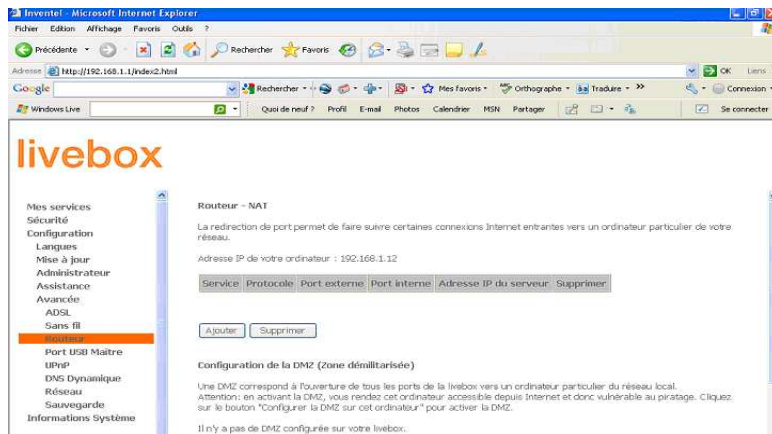 Inventel - Microsoft Internet Explorer
Fichier Edition Affichage Favoris Outils ?
Précédente Rechercher Favoris
Adresse http://192.168.1.1/index2.html OK Liens
Google Rechercher Mes favoris Orthographe Traduire Connexion
Windows Live Quoi de neuf ? Profil E-mail Photos Calendrier MSN Partager Se connecter
livebox
Mes services
Sécurité
Configuration
Langues
Mise à jour
Administrateur
Assistance
Avancée
ADSL
Sans fil
Routeur
Port USB Maitre
UPnP
DNS Dynamique
Réseau
Sauvegarde
Informations Système
Routeur - NAT
La redirection de port permet de faire suivre certaines connexions Internet entrantes vers un ordinateur particulier de votre
réseau.
Adresse IP de votre ordinateur : 192.168.1.12
Service Protocole Port externe Port interne Adresse IP du serveur Supprimer
Ajouter Supprimer
Configuration de la DMZ (Zone démilitarisée)
Une DMZ correspond à l'ouverture de tous les ports de la livebox vers un ordinateur particulier du réseau local.
Attention: en activant la DMZ, vous rendez cet ordinateur accessible depuis Internet et donc vulnérable au piratage. Cliquez
sur le bouton "Configurer la DMZ sur cet ordinateur" pour activer la DMZ.
Il n'y a pas de DMZ configurée sur votre livebox.